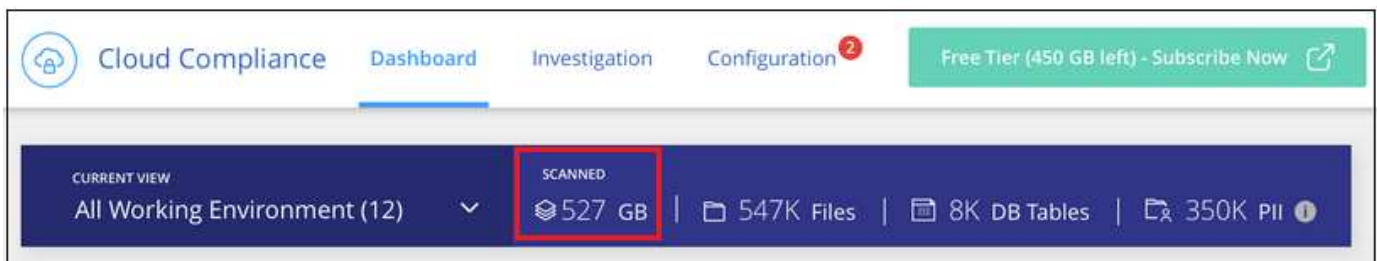 Cloud Compliance Dashboard Investigation Configuration 2 Free Tier (450 GB left) - Subscribe Now
CURRENT VIEW SCANNED
All Working Environment (12) 527 GB | 547K Files | 8K DB Tables | 350K PII i